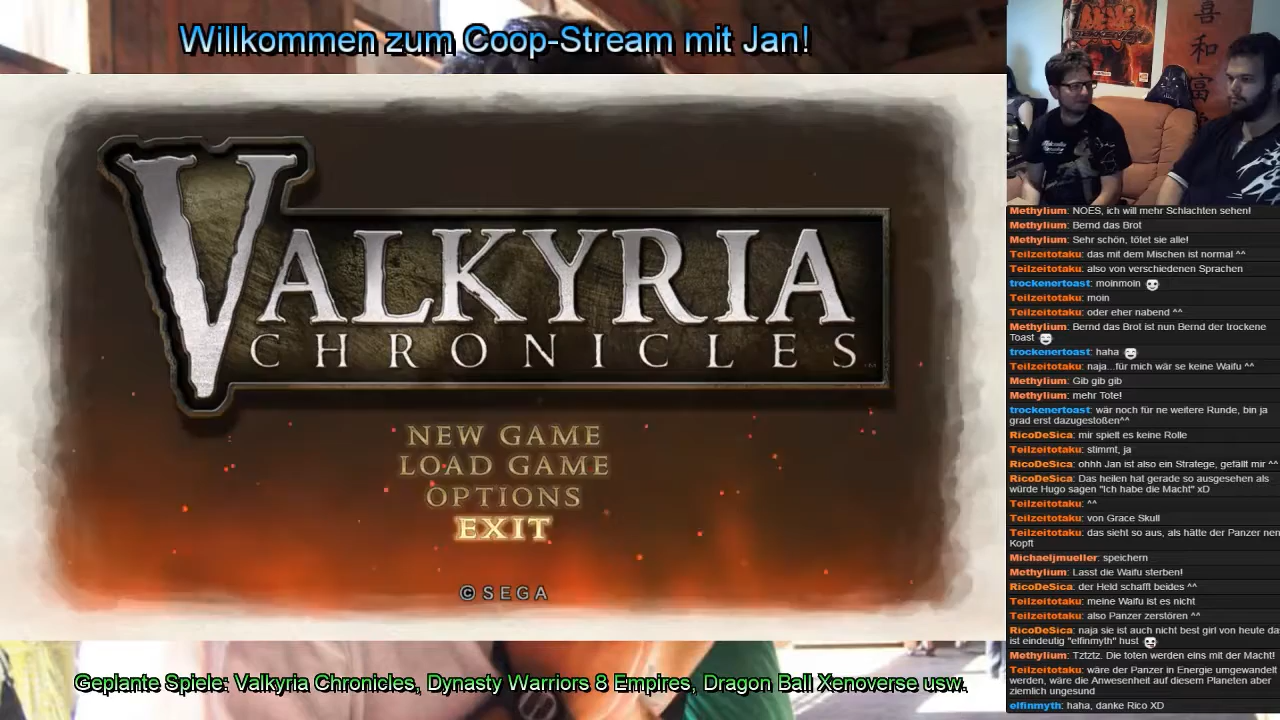 Willkommen zum Coop-Stream mit Jan!
VALKYRIA
CHRONICLES
NEW GAME
LOAD GAME
OPTIONS
EXIT
© SEGA
Geplante Spiele: Valkyria Chronicles, Dynasty Warriors 8 Empires, Dragon Ball Xenoverse usw.
喜
和
富
Methylium: NOES, ich will mehr Schlachten sehen!
Methylium: Bernd das Brot
Methylium: Sehr schön, tötet sie alle!
Teilzeitotaku: das mit dem Mischen ist normal ^^
Teilzeitotaku: also von verschiedenen Sprachen
trockenertoast: moinmoin
Teilzeitotaku: moin
Teilzeitotaku: oder eher nabend ^^
Methylium: Bernd das Brot ist nun Bernd der trockene
Toast
trockenertoast: haha
Teilzeitotaku: naja...für mich wär se keine Waifu ^^
Methylium: Gib gib gib
Methylium: mehr Tote!
trockenertoast: wär noch für ne weitere Runde, bin ja
grad erst dazugestoßen^^
RicoDeSica: mir spielt es keine Rolle
Teilzeitotaku: stimmt, ja
RicoDeSica: ohhh Jan ist also ein Stratege, gefällt mir ^^
RicoDeSica: Das heilen hat gerade so ausgesehen als
würde Hugo sagen "Ich habe die Macht" xD
Teilzeitotaku: ^^
Teilzeitotaku: von Grace Skull
Teilzeitotaku: das sieht so aus, als hätte der Panzer nen
Kopft
Michaeljmueller: speichern
Methylium: Lasst die Waifu sterben!
RicoDeSica: der Held schafft beides ^^
Teilzeitotaku: meine Waifu ist es nicht
Teilzeitotaku: also Panzer zerstören ^^
RicoDeSica: naja sie ist auch nicht best girl von heute da
ist eindeutig "elfinmyth" hust
Methylium: Tztztz. Die toten werden eins mit der Macht!
Teilzeitotaku: wäre der Panzer in Energie umgewandelt
werden, wäre die Anwesenheit auf diesem Planeten aber
ziemlich ungesund
elfinmyth: haha, danke Rico XD